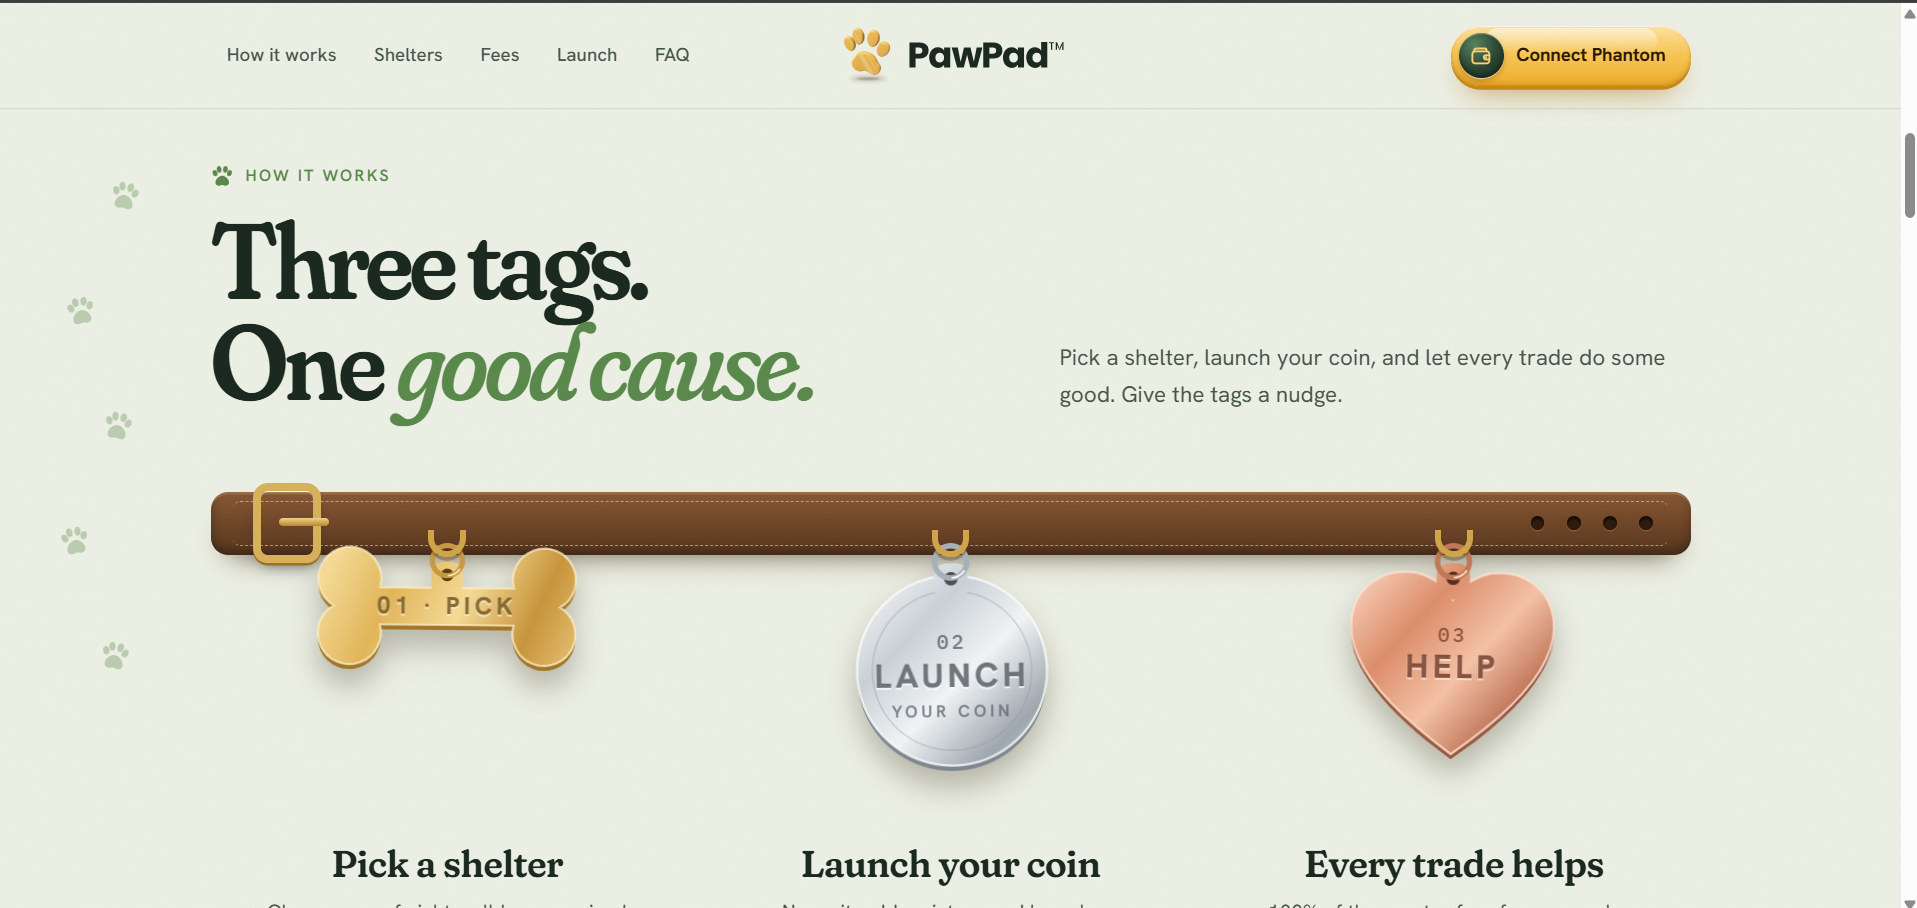 How it works
Shelters
Fees
Launch
FAQ
PawPad™
Connect Phantom
HOW IT WORKS
Three tags.
One good cause.
Pick a shelter, launch your coin, and let every trade do some
good. Give the tags a nudge.
01 · PICK
02
LAUNCH
YOUR COIN
03
HELP
Pick a shelter
Launch your coin
Every trade helps